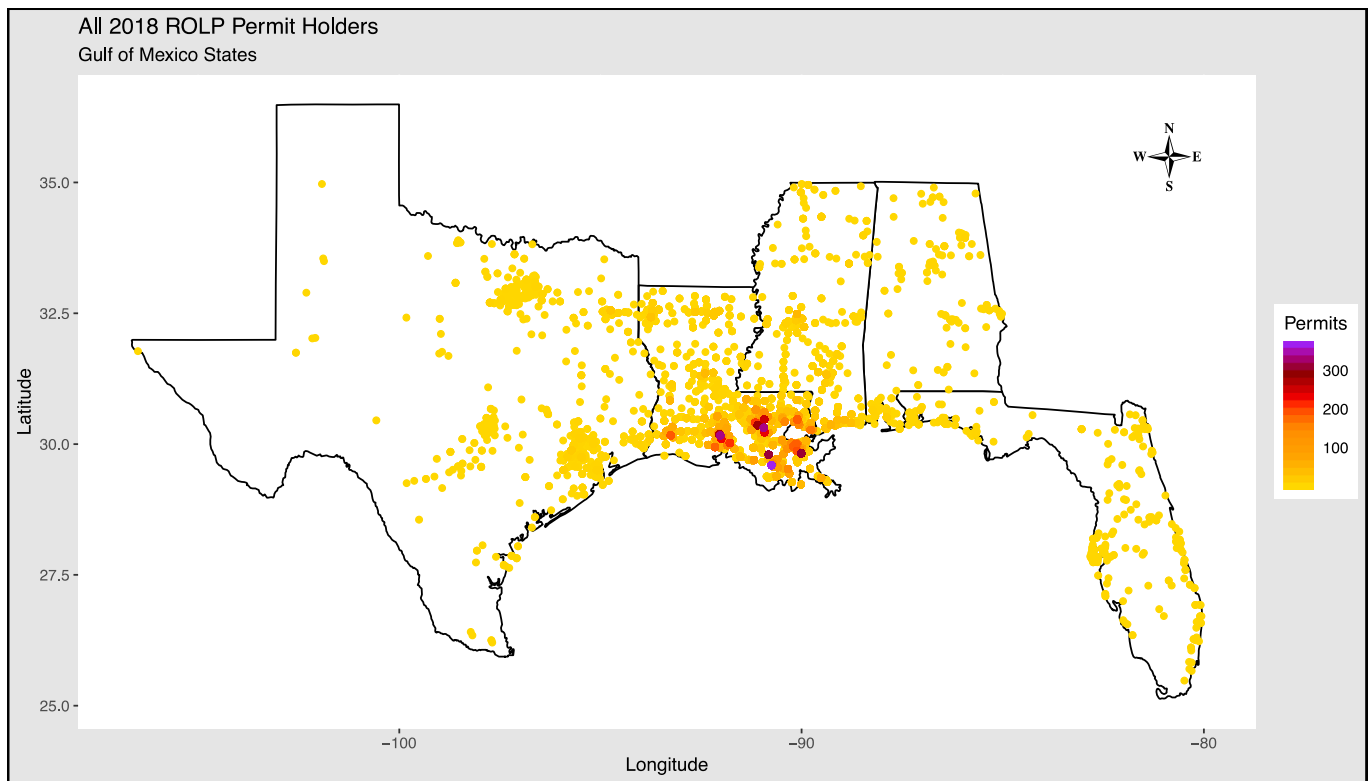 All 2018 ROLP Permit Holders
Gulf of Mexico States
N
W E
S
35.0
32.5
30.0
27.5
25.0
Latitude
−100
−90
−80
Longitude
Permits
300
200
100